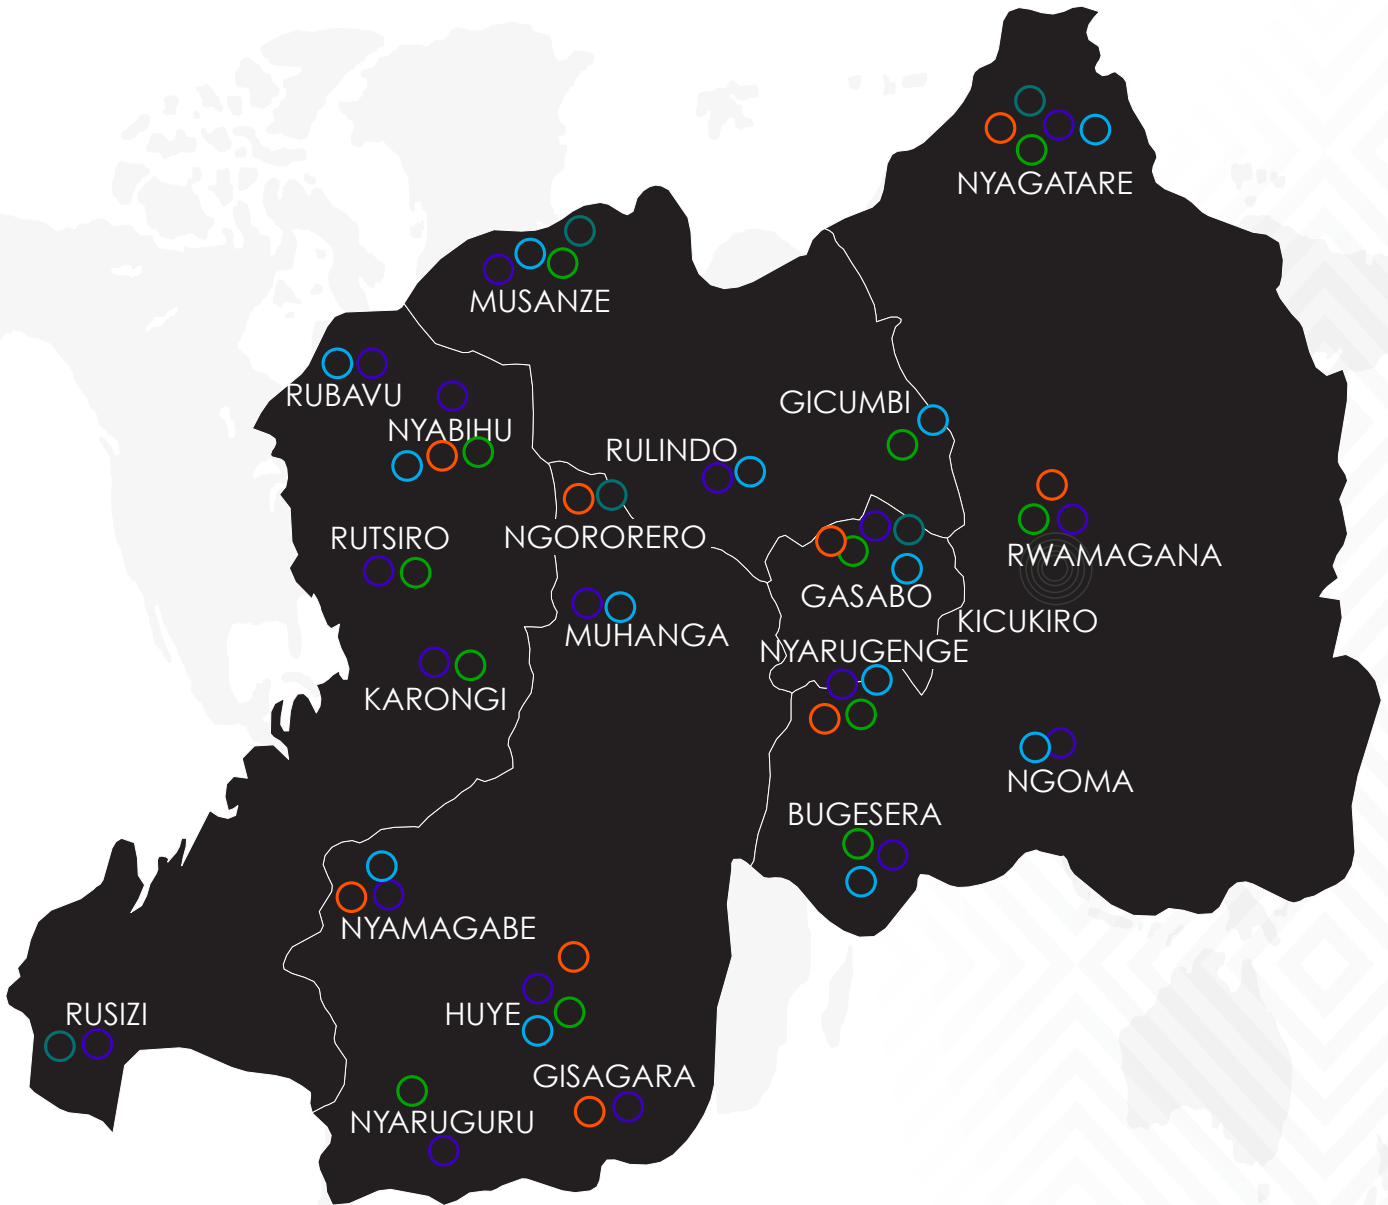 NYAGATARE
MUSANZE
RUBAVU
GICUMBI
NYABIHU
RULINDO
RUTSIRO
NGORORERO
RWAMAGANA
GASABO
KICUKIRO
MUHANGA
NYARUGENGE
KARONGI
NGOMA
BUGESERA
NYAMAGABE
RUSIZI
HUYE
GISAGARA
NYARUGURU